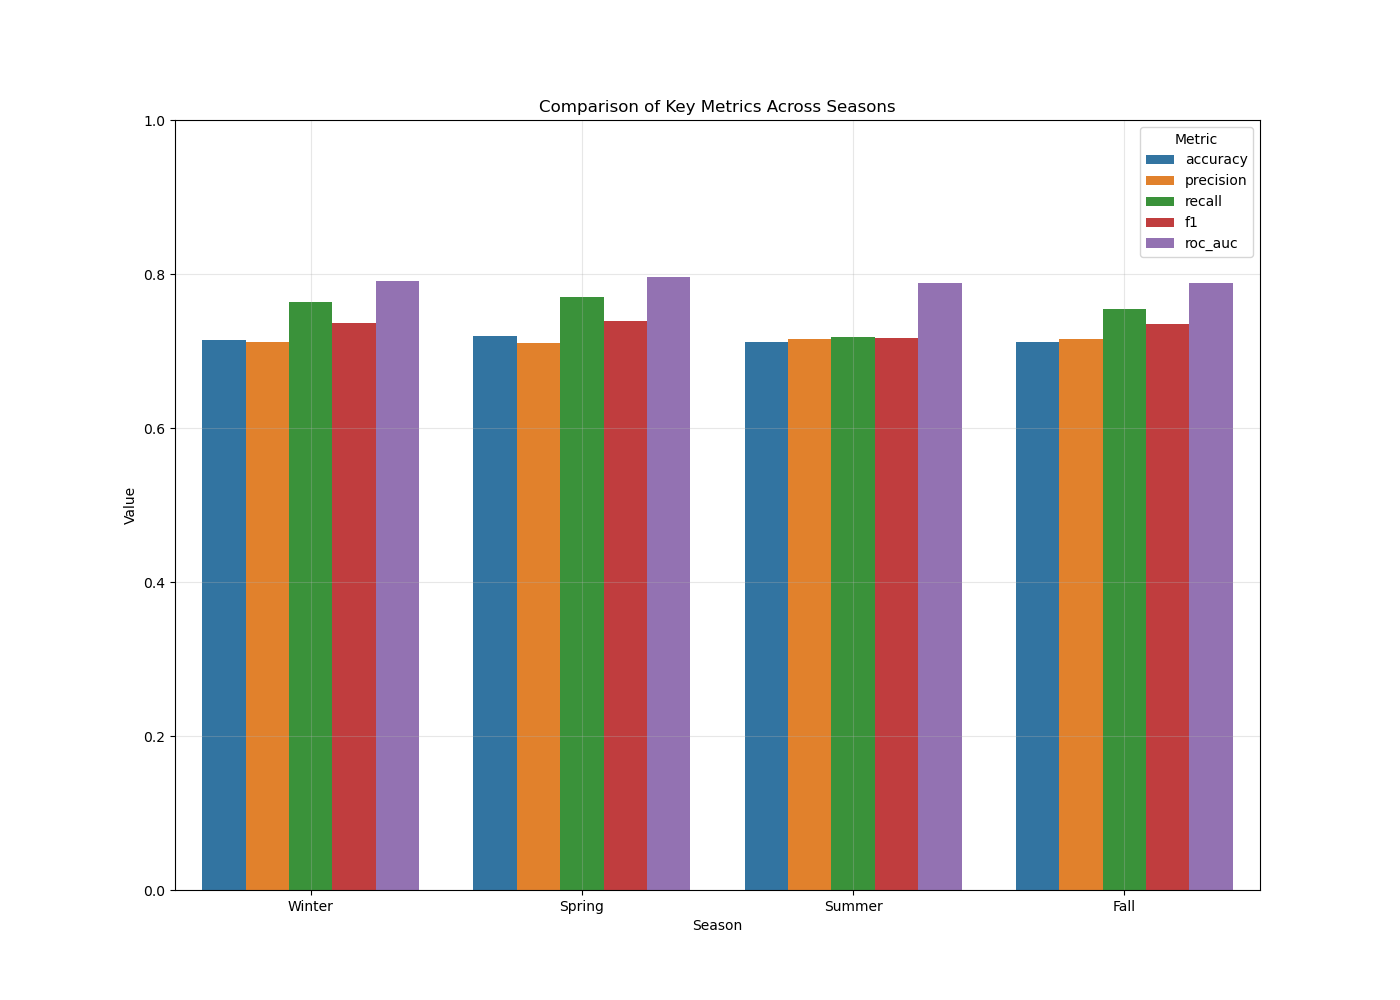 Comparison of Key Metrics Across Seasons
1.0
0.8
0.6
0.4
0.2
0.0
Value
Metric
accuracy
precision
recall
f1
roc_auc
Winter
Spring
Summer
Fall
Season